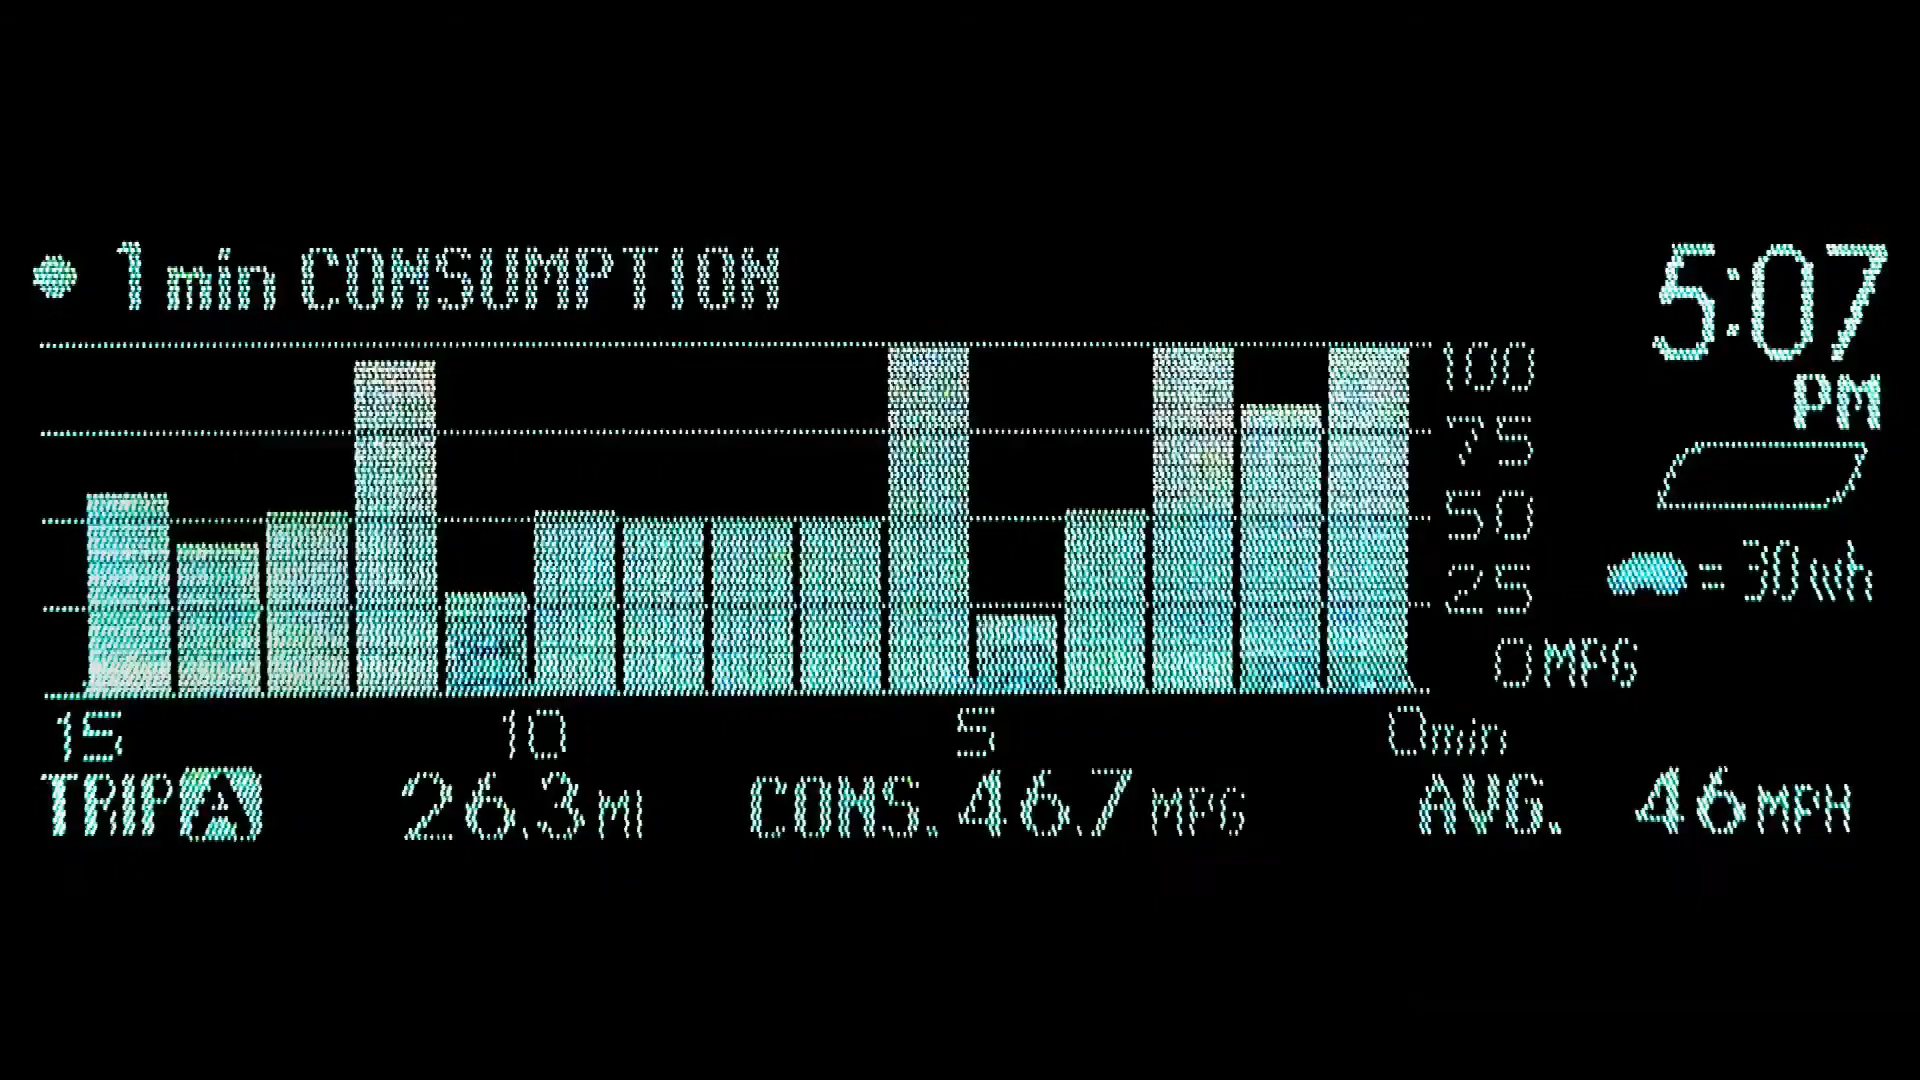 1 min CONSUMPTION
5:07
PM
100
75
50
25
0 MPG
= 30 wh
15 10 5 0 min
TRIP A 26.3 MI CONS. 46.7 MPG AVG. 46 MPH